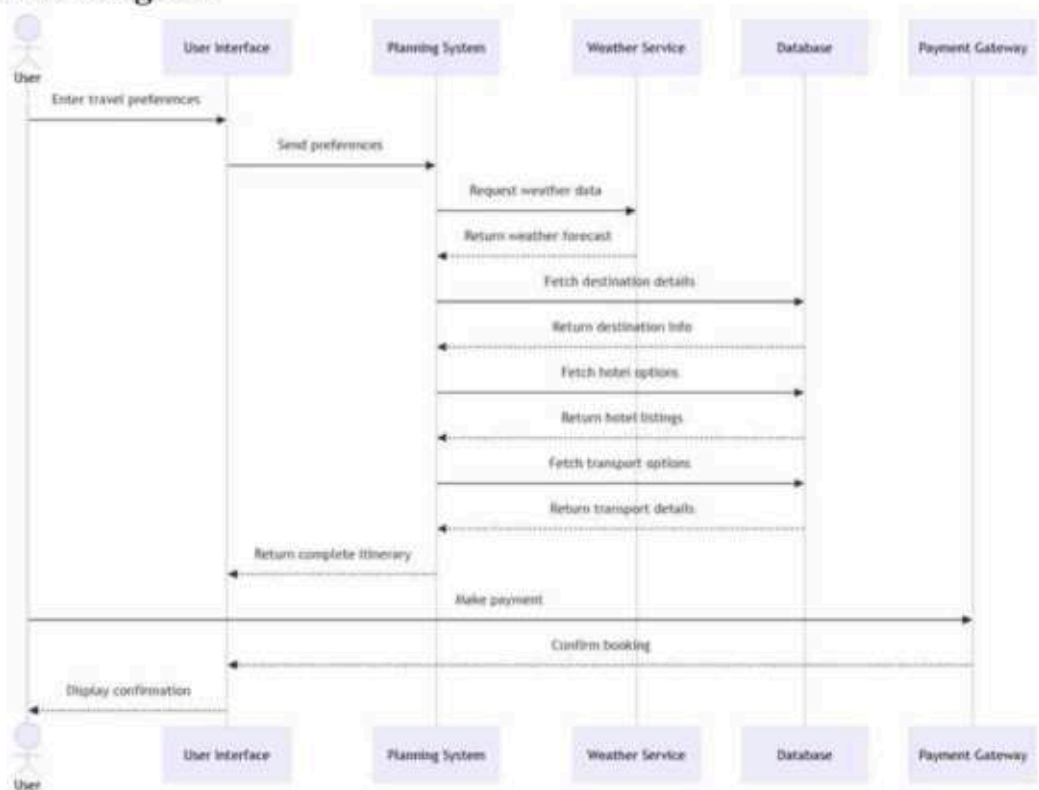 User Interface
Planning System
Weather Service
Database
Payment Gateway
User
Enter travel preferences
Send preferences
Request weather data
Return weather forecast
Fetch destination details
Return destination info
Fetch hotel options
Return hotel listings
Fetch transport options
Return transport details
Return complete itinerary
Make payment
Confirm booking
Display confirmation
User Interface
Planning System
Weather Service
Database
Payment Gateway
User